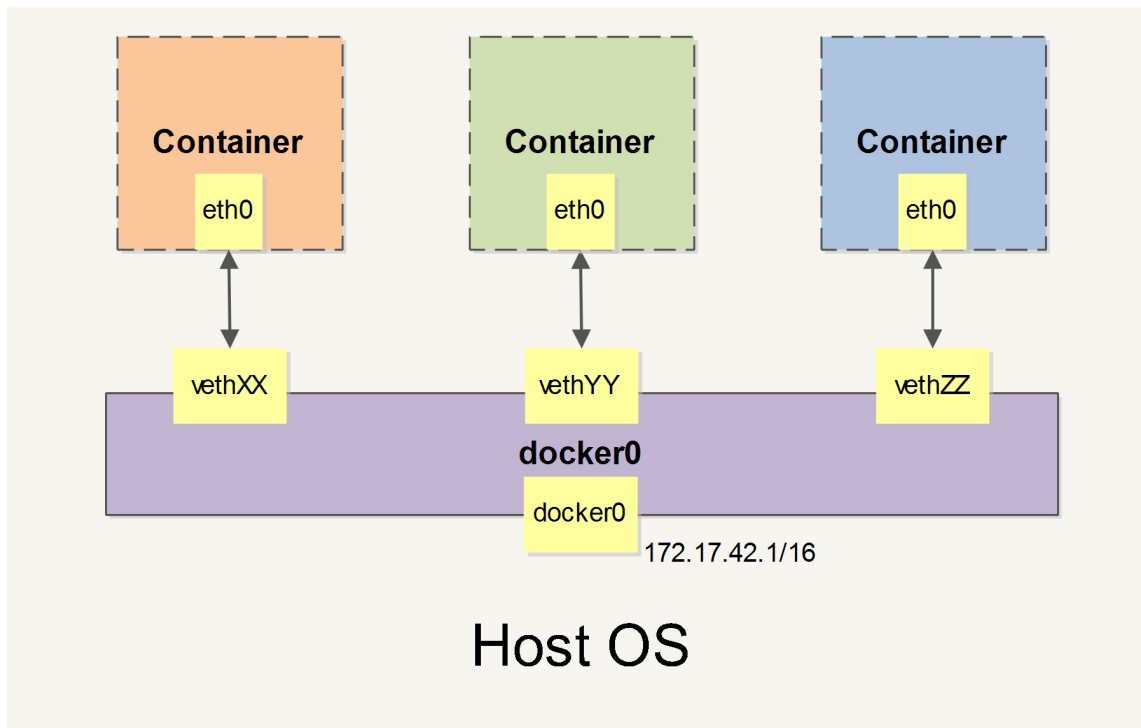 Container
Container
Container
eth0
eth0
eth0
vethXX
vethYY
vethZZ
docker0
docker0
172.17.42.1/16
Host OS